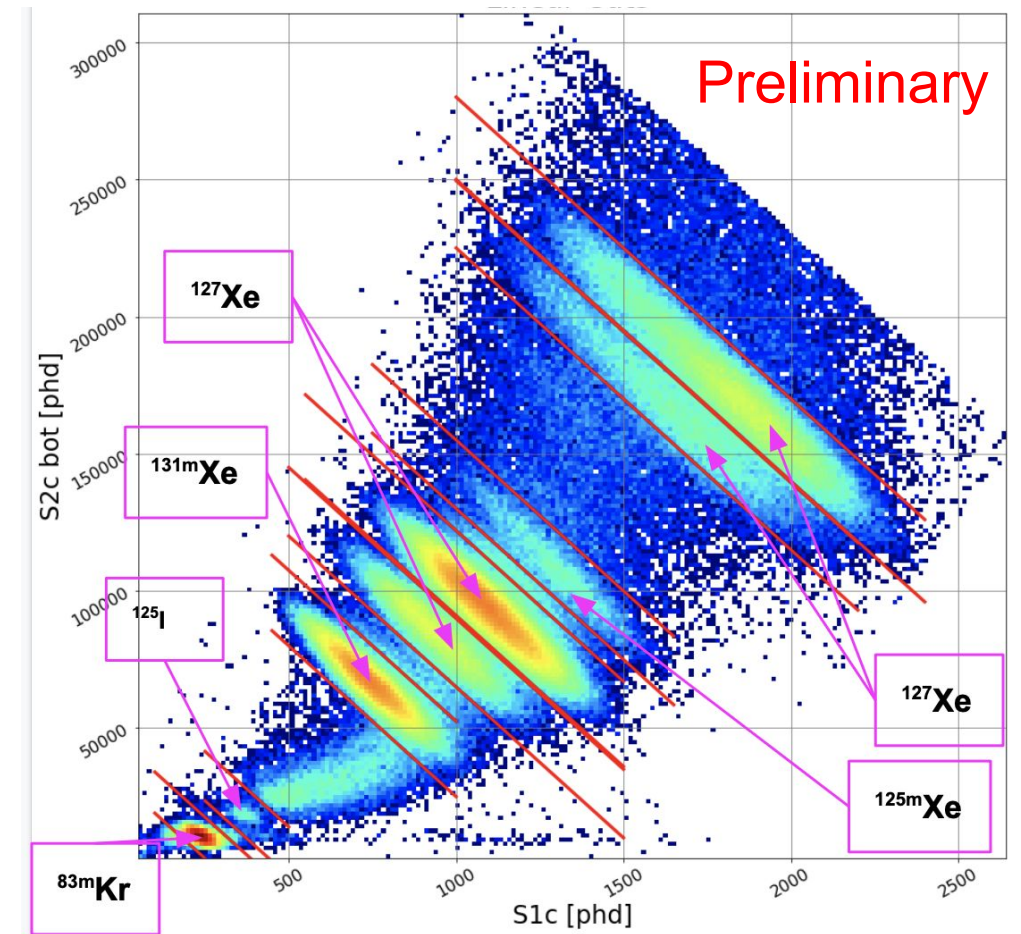 Preliminary
300000
250000
200000
150000
100000
50000
S2c bot [phd]
¹²⁷Xe
¹³¹ᵐXe
¹²⁵I
⁸³ᵐKr
¹²⁷Xe
¹²⁵ᵐXe
500
1000
1500
2000
2500
S1c [phd]